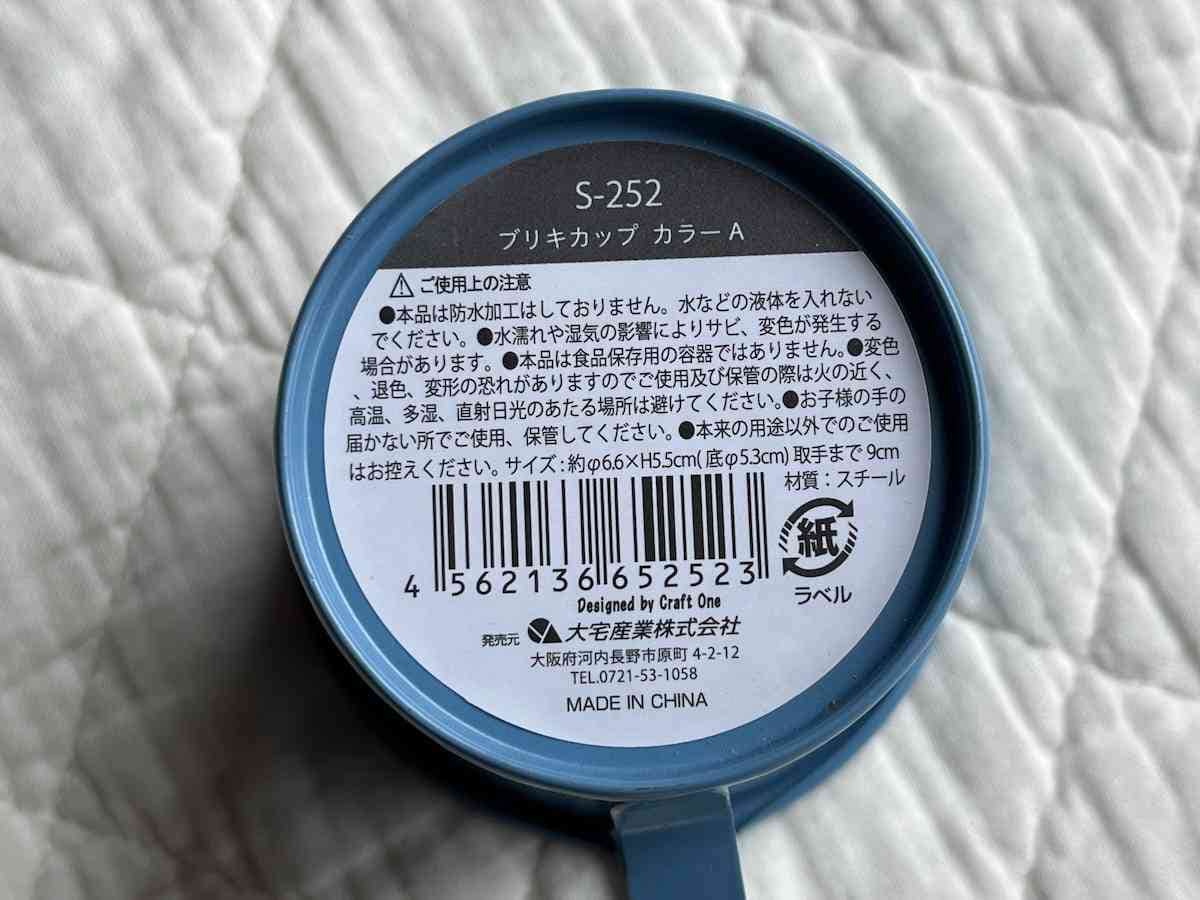 S-252
ブリキカップ カラー A
⚠ ご使用上の注意
●本品は防水加工はしておりません。水などの液体を入れない
でください。●水濡れや湿気の影響によりサビ、変色が発生する
場合があります。●本品は食品保存用の容器ではありません。●変色
、退色、変形の恐れがありますのでご使用及び保管の際は火の近く、
高温、多湿、直射日光のあたる場所は避けてください。●お子様の手の
届かない所でご使用、保管してください。●本来の用途以外でのご使用
はお控えください。サイズ:約φ6.6×H5.5cm(底φ5.3cm)取手まで9cm
材質:スチール
紙
ラベル
4 562136 652523
Designed by Craft One
発売元 大宅産業株式会社
大阪府河内長野市原町 4-2-12
TEL.0721-53-1058
MADE IN CHINA